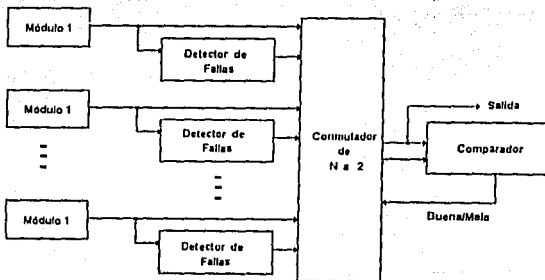 Módulo 1
Detector de
Fallas
Módulo 1
Detector de
Fallas
Módulo 1
Detector de
Fallas
Conmutador
de
N a 2
Salida
Comparador
Buena/Mala